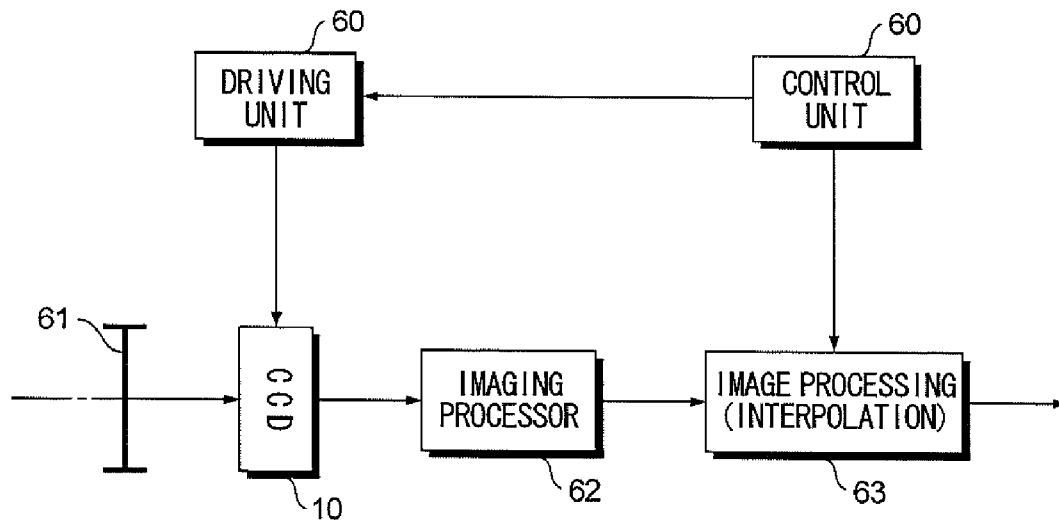 60
DRIVING
UNIT
60
CONTROL
UNIT
61
CCD
10
IMAGING
PROCESSOR
62
IMAGE PROCESSING
(INTERPOLATION)
63